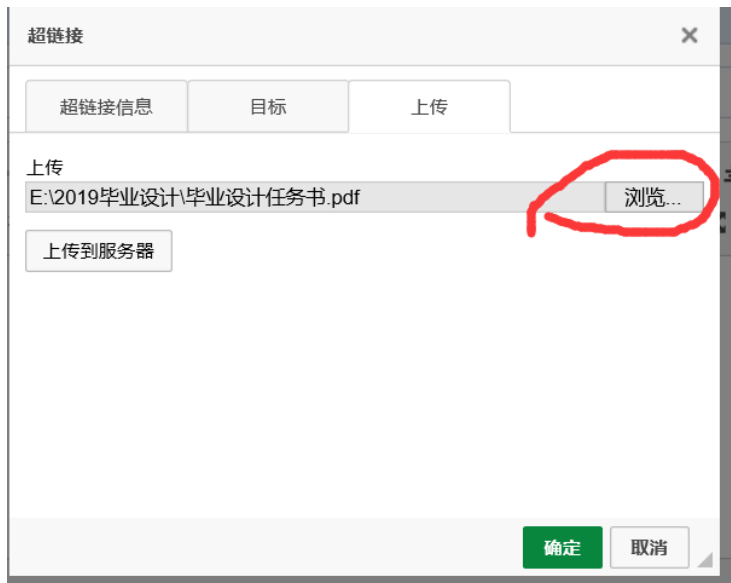 超链接
超链接信息 目标 上传
上传
E:\2019毕业设计\毕业设计任务书.pdf 浏览...
上传到服务器
确定 取消